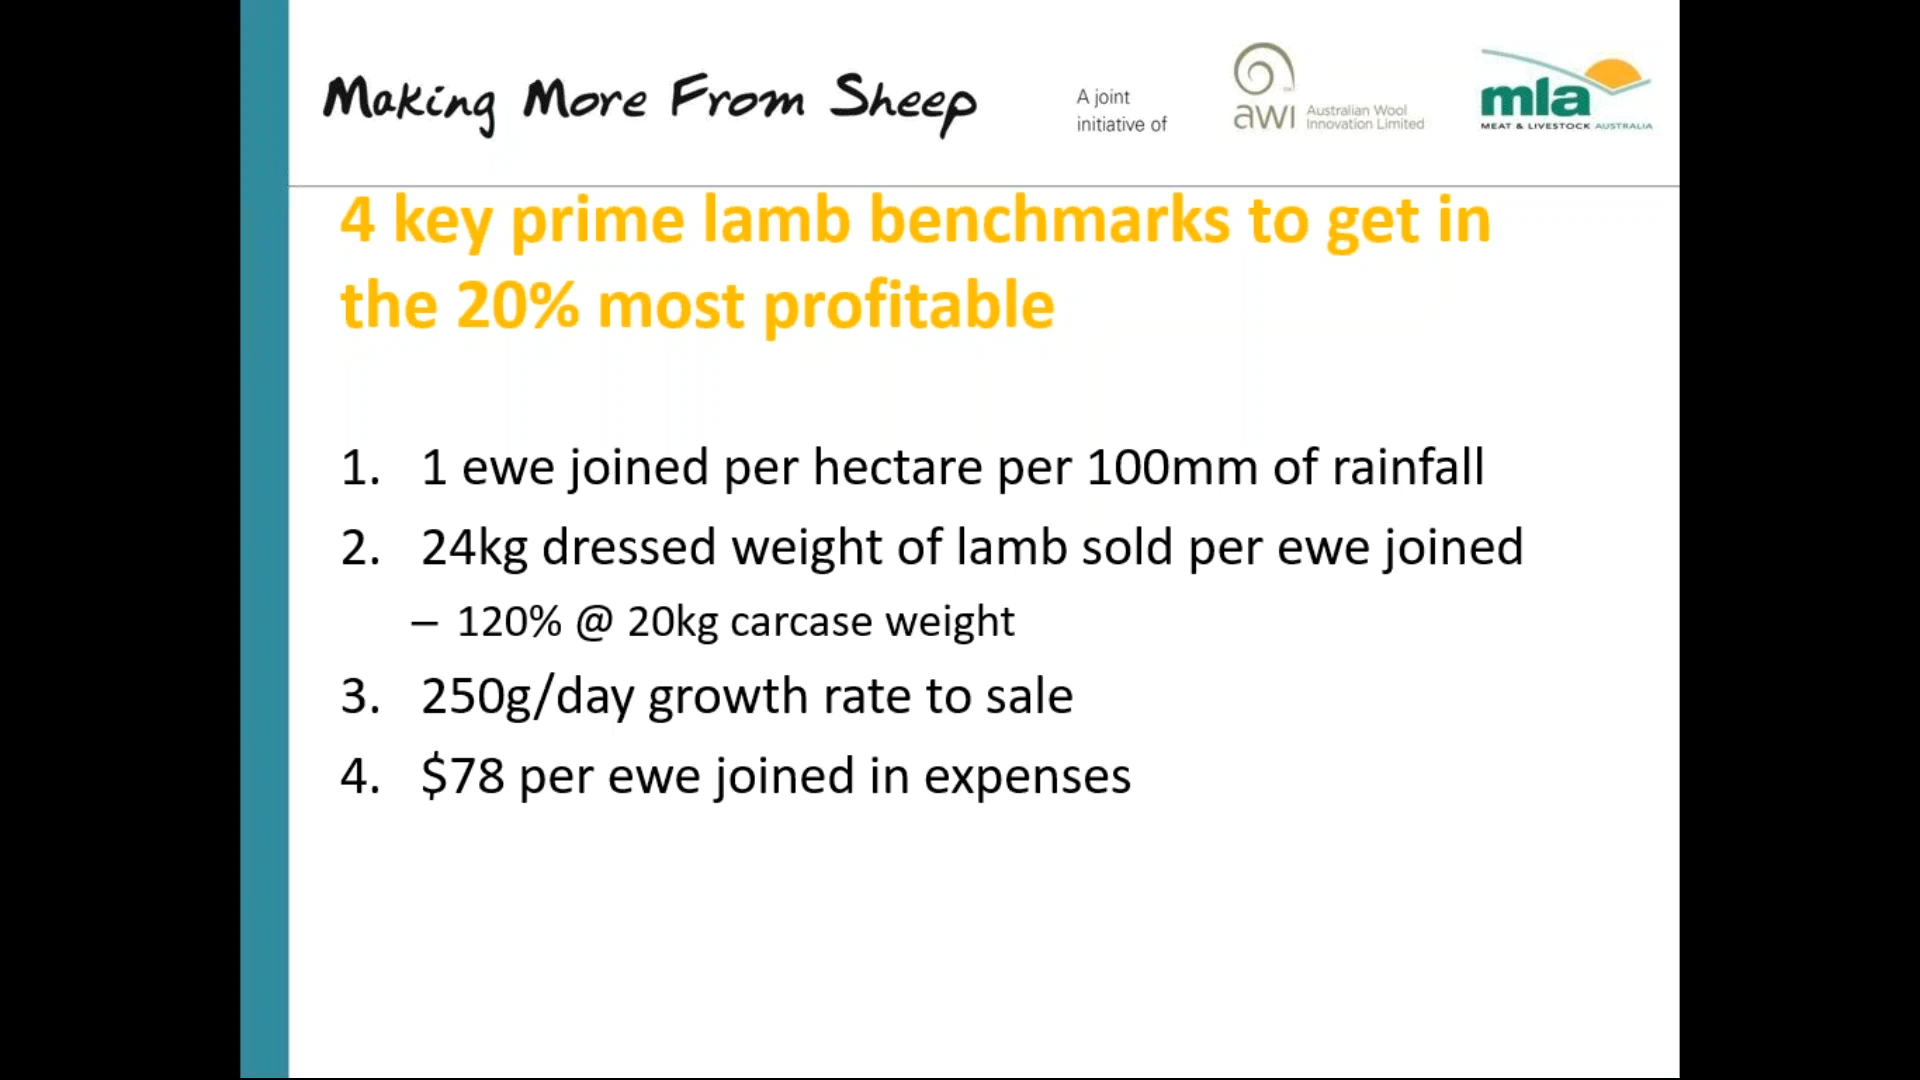 Making More From Sheep
A joint
initiative of
awi
Australian Wool
Innovation Limited
mla
MEAT & LIVESTOCK AUSTRALIA
4 key prime lamb benchmarks to get in
the 20% most profitable
1. 1 ewe joined per hectare per 100mm of rainfall
2. 24kg dressed weight of lamb sold per ewe joined
– 120% @ 20kg carcase weight
3. 250g/day growth rate to sale
4. $78 per ewe joined in expenses